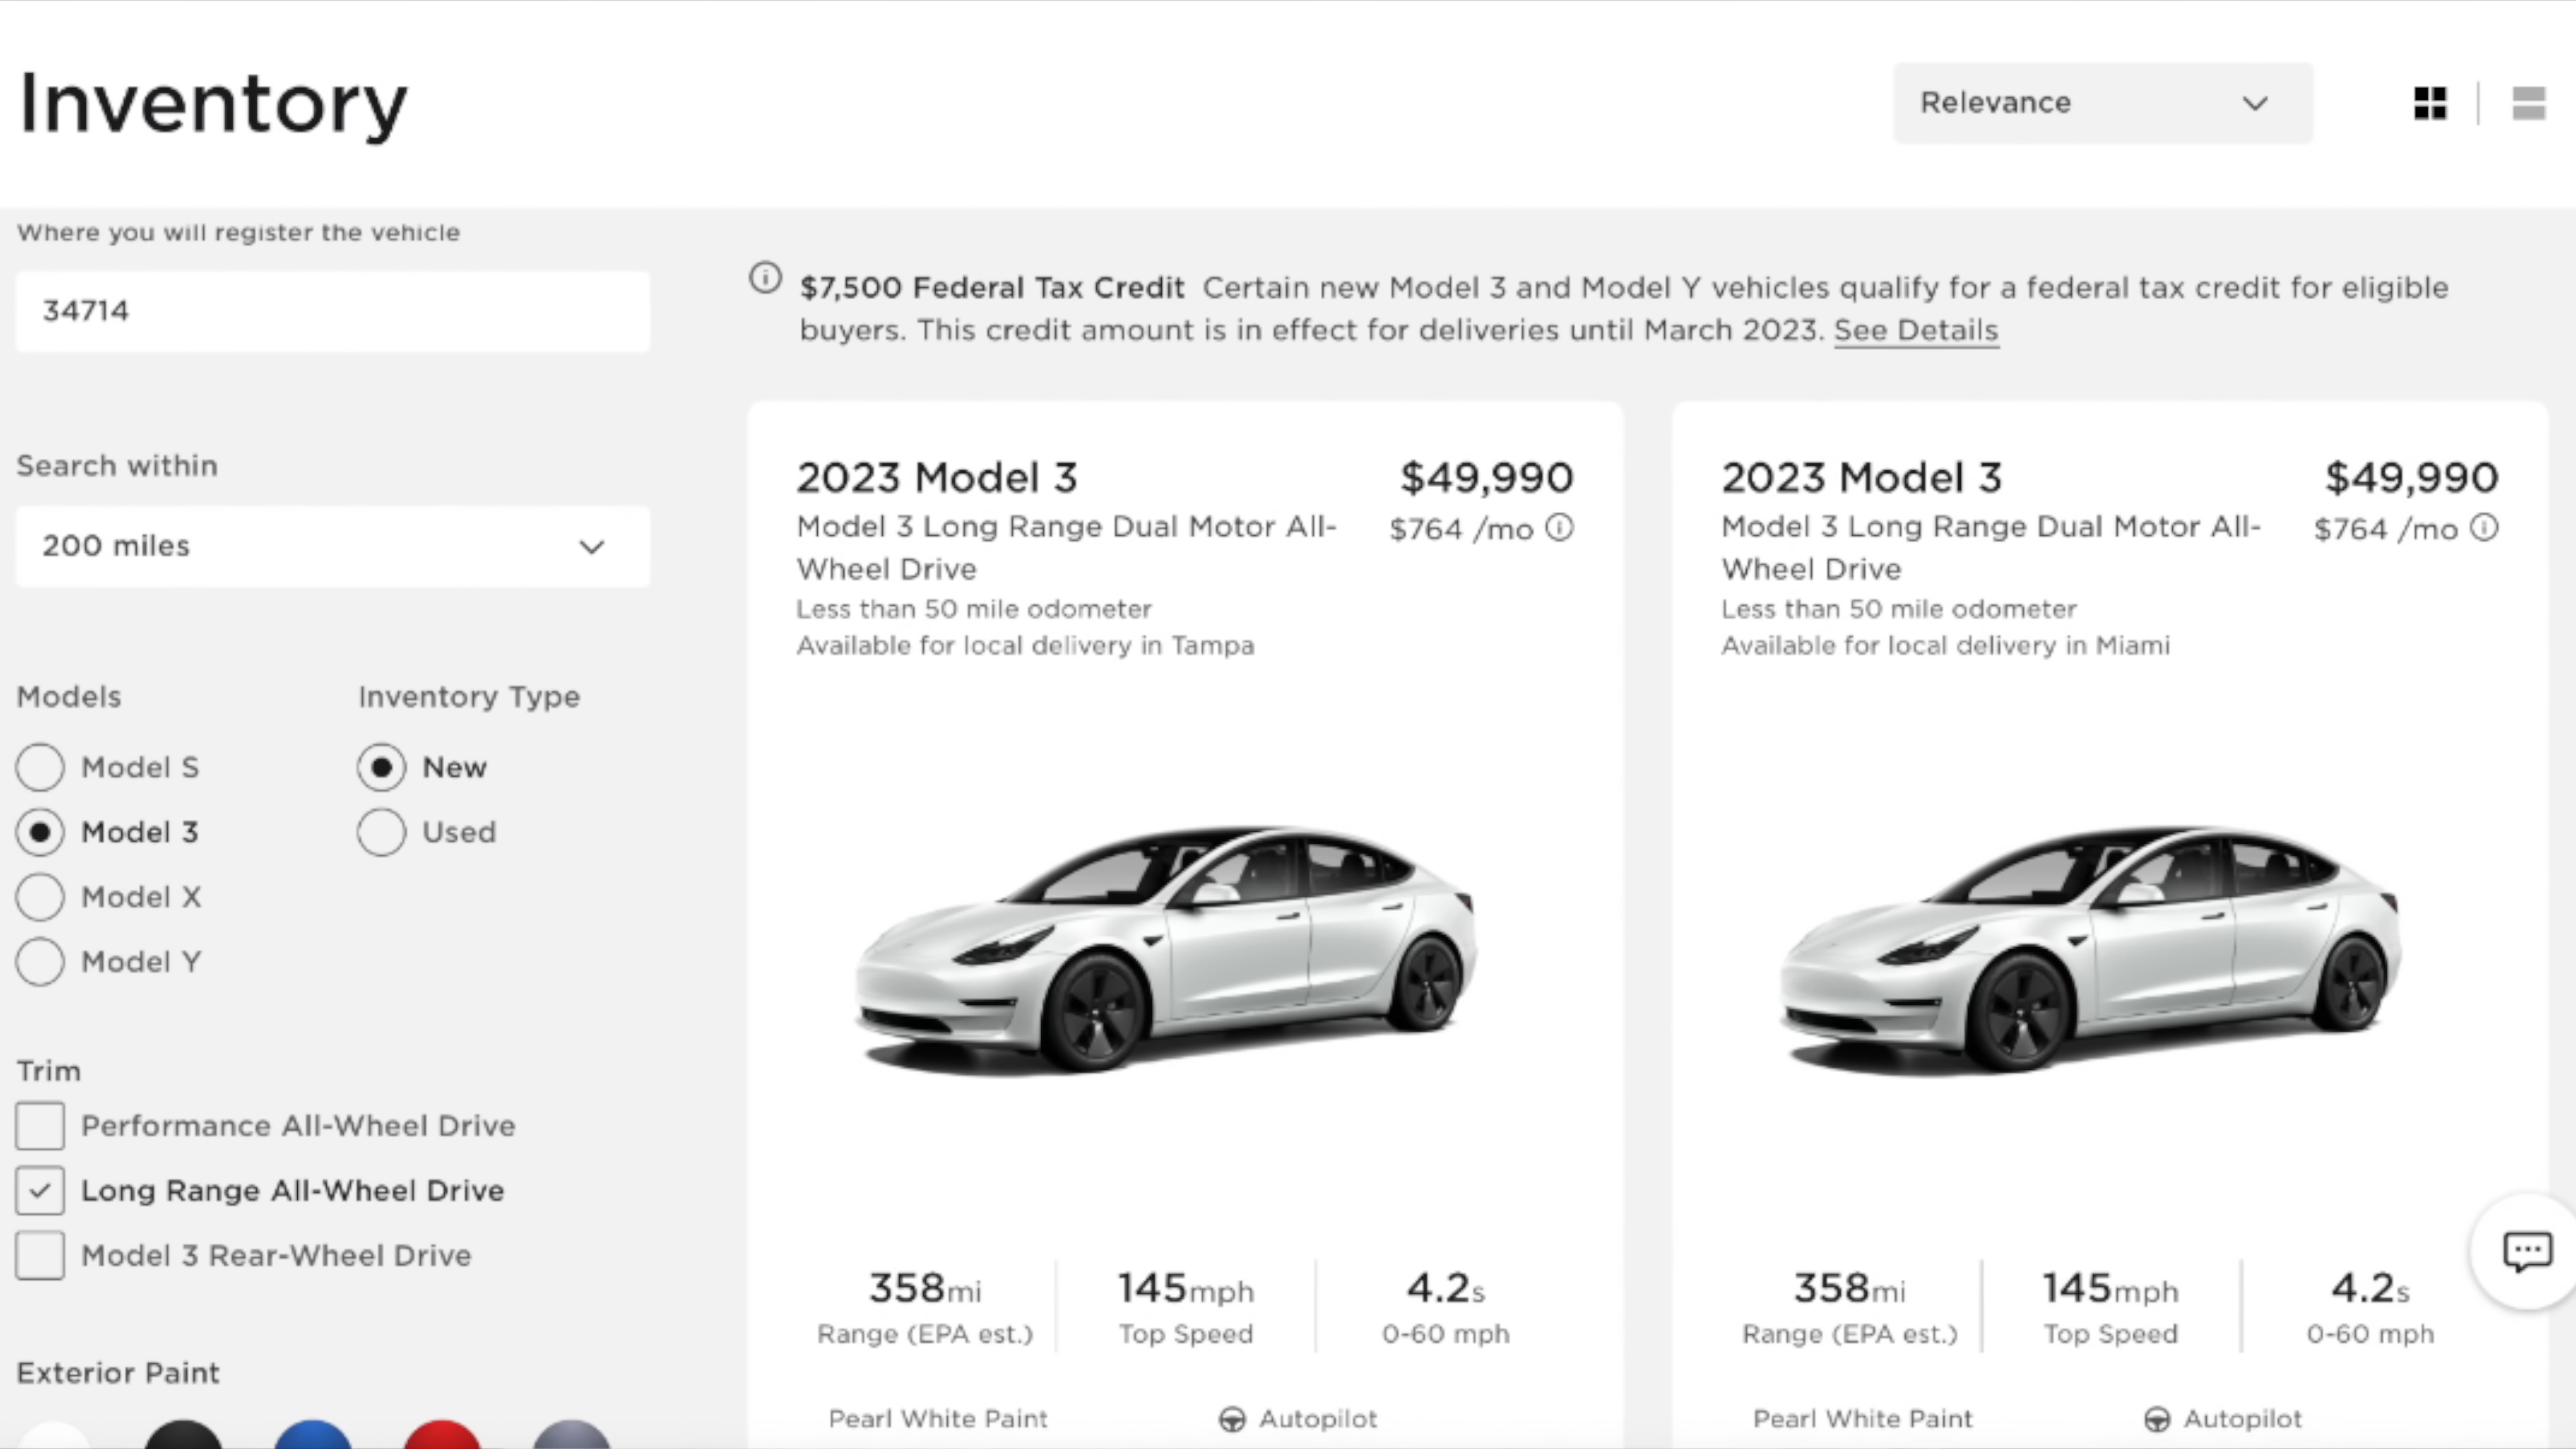 Inventory
Relevance
Where you will register the vehicle
34714
Search within
200 miles
Models
Inventory Type
Model S
New
Model 3
Used
Model X
Model Y
Trim
Performance All-Wheel Drive
Long Range All-Wheel Drive
Model 3 Rear-Wheel Drive
Exterior Paint
$7,500 Federal Tax Credit Certain new Model 3 and Model Y vehicles qualify for a federal tax credit for eligible
buyers. This credit amount is in effect for deliveries until March 2023. See Details
2023 Model 3
$49,990
Model 3 Long Range Dual Motor All-
$764 /mo
Wheel Drive
Less than 50 mile odometer
Available for local delivery in Tampa
358mi
145mph
4.2s
Range (EPA est.)
Top Speed
0-60 mph
Pearl White Paint
Autopilot
2023 Model 3
$49,990
Model 3 Long Range Dual Motor All-
$764 /mo
Wheel Drive
Less than 50 mile odometer
Available for local delivery in Miami
358mi
145mph
4.2s
Range (EPA est.)
Top Speed
0-60 mph
Pearl White Paint
Autopilot